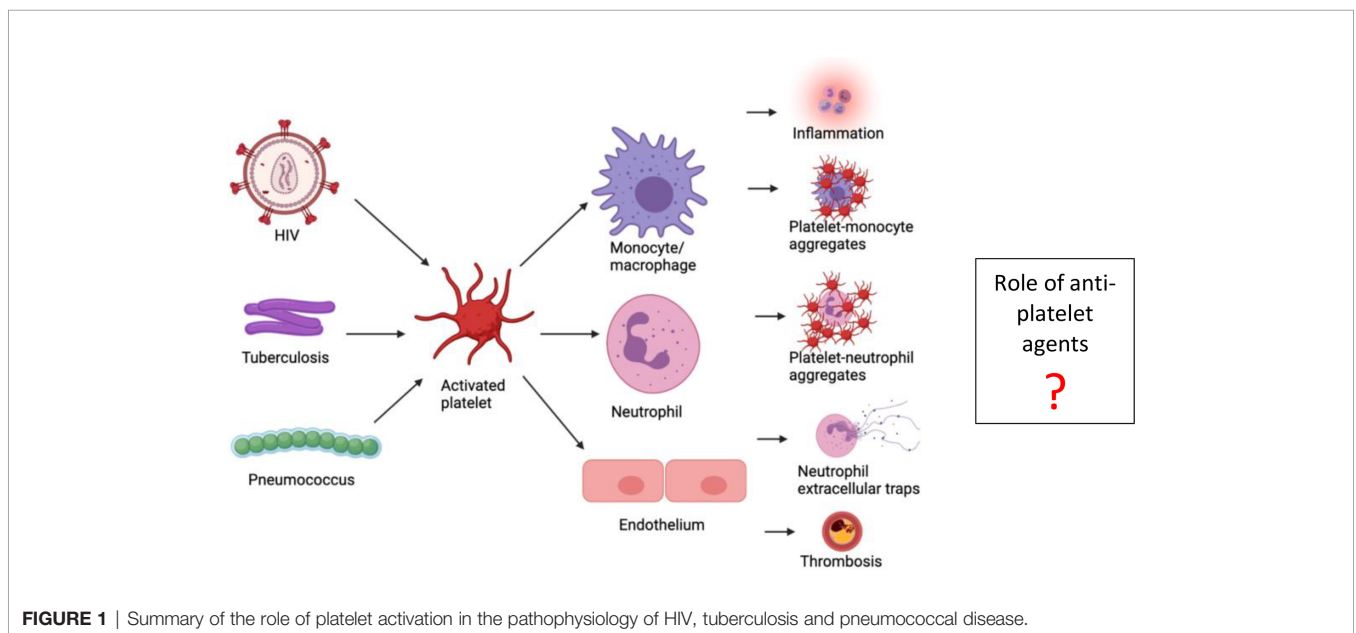 HIV
Tuberculosis
Pneumococcus
Activated
platelet
Monocyte/
macrophage
Neutrophil
Endothelium
Inflammation
Platelet-monocyte
aggregates
Platelet-neutrophil
aggregates
Neutrophil
extracellular traps
Thrombosis
Role of anti-
platelet
agents
?
FIGURE 1 | Summary of the role of platelet activation in the pathophysiology of HIV, tuberculosis and pneumococcal disease.